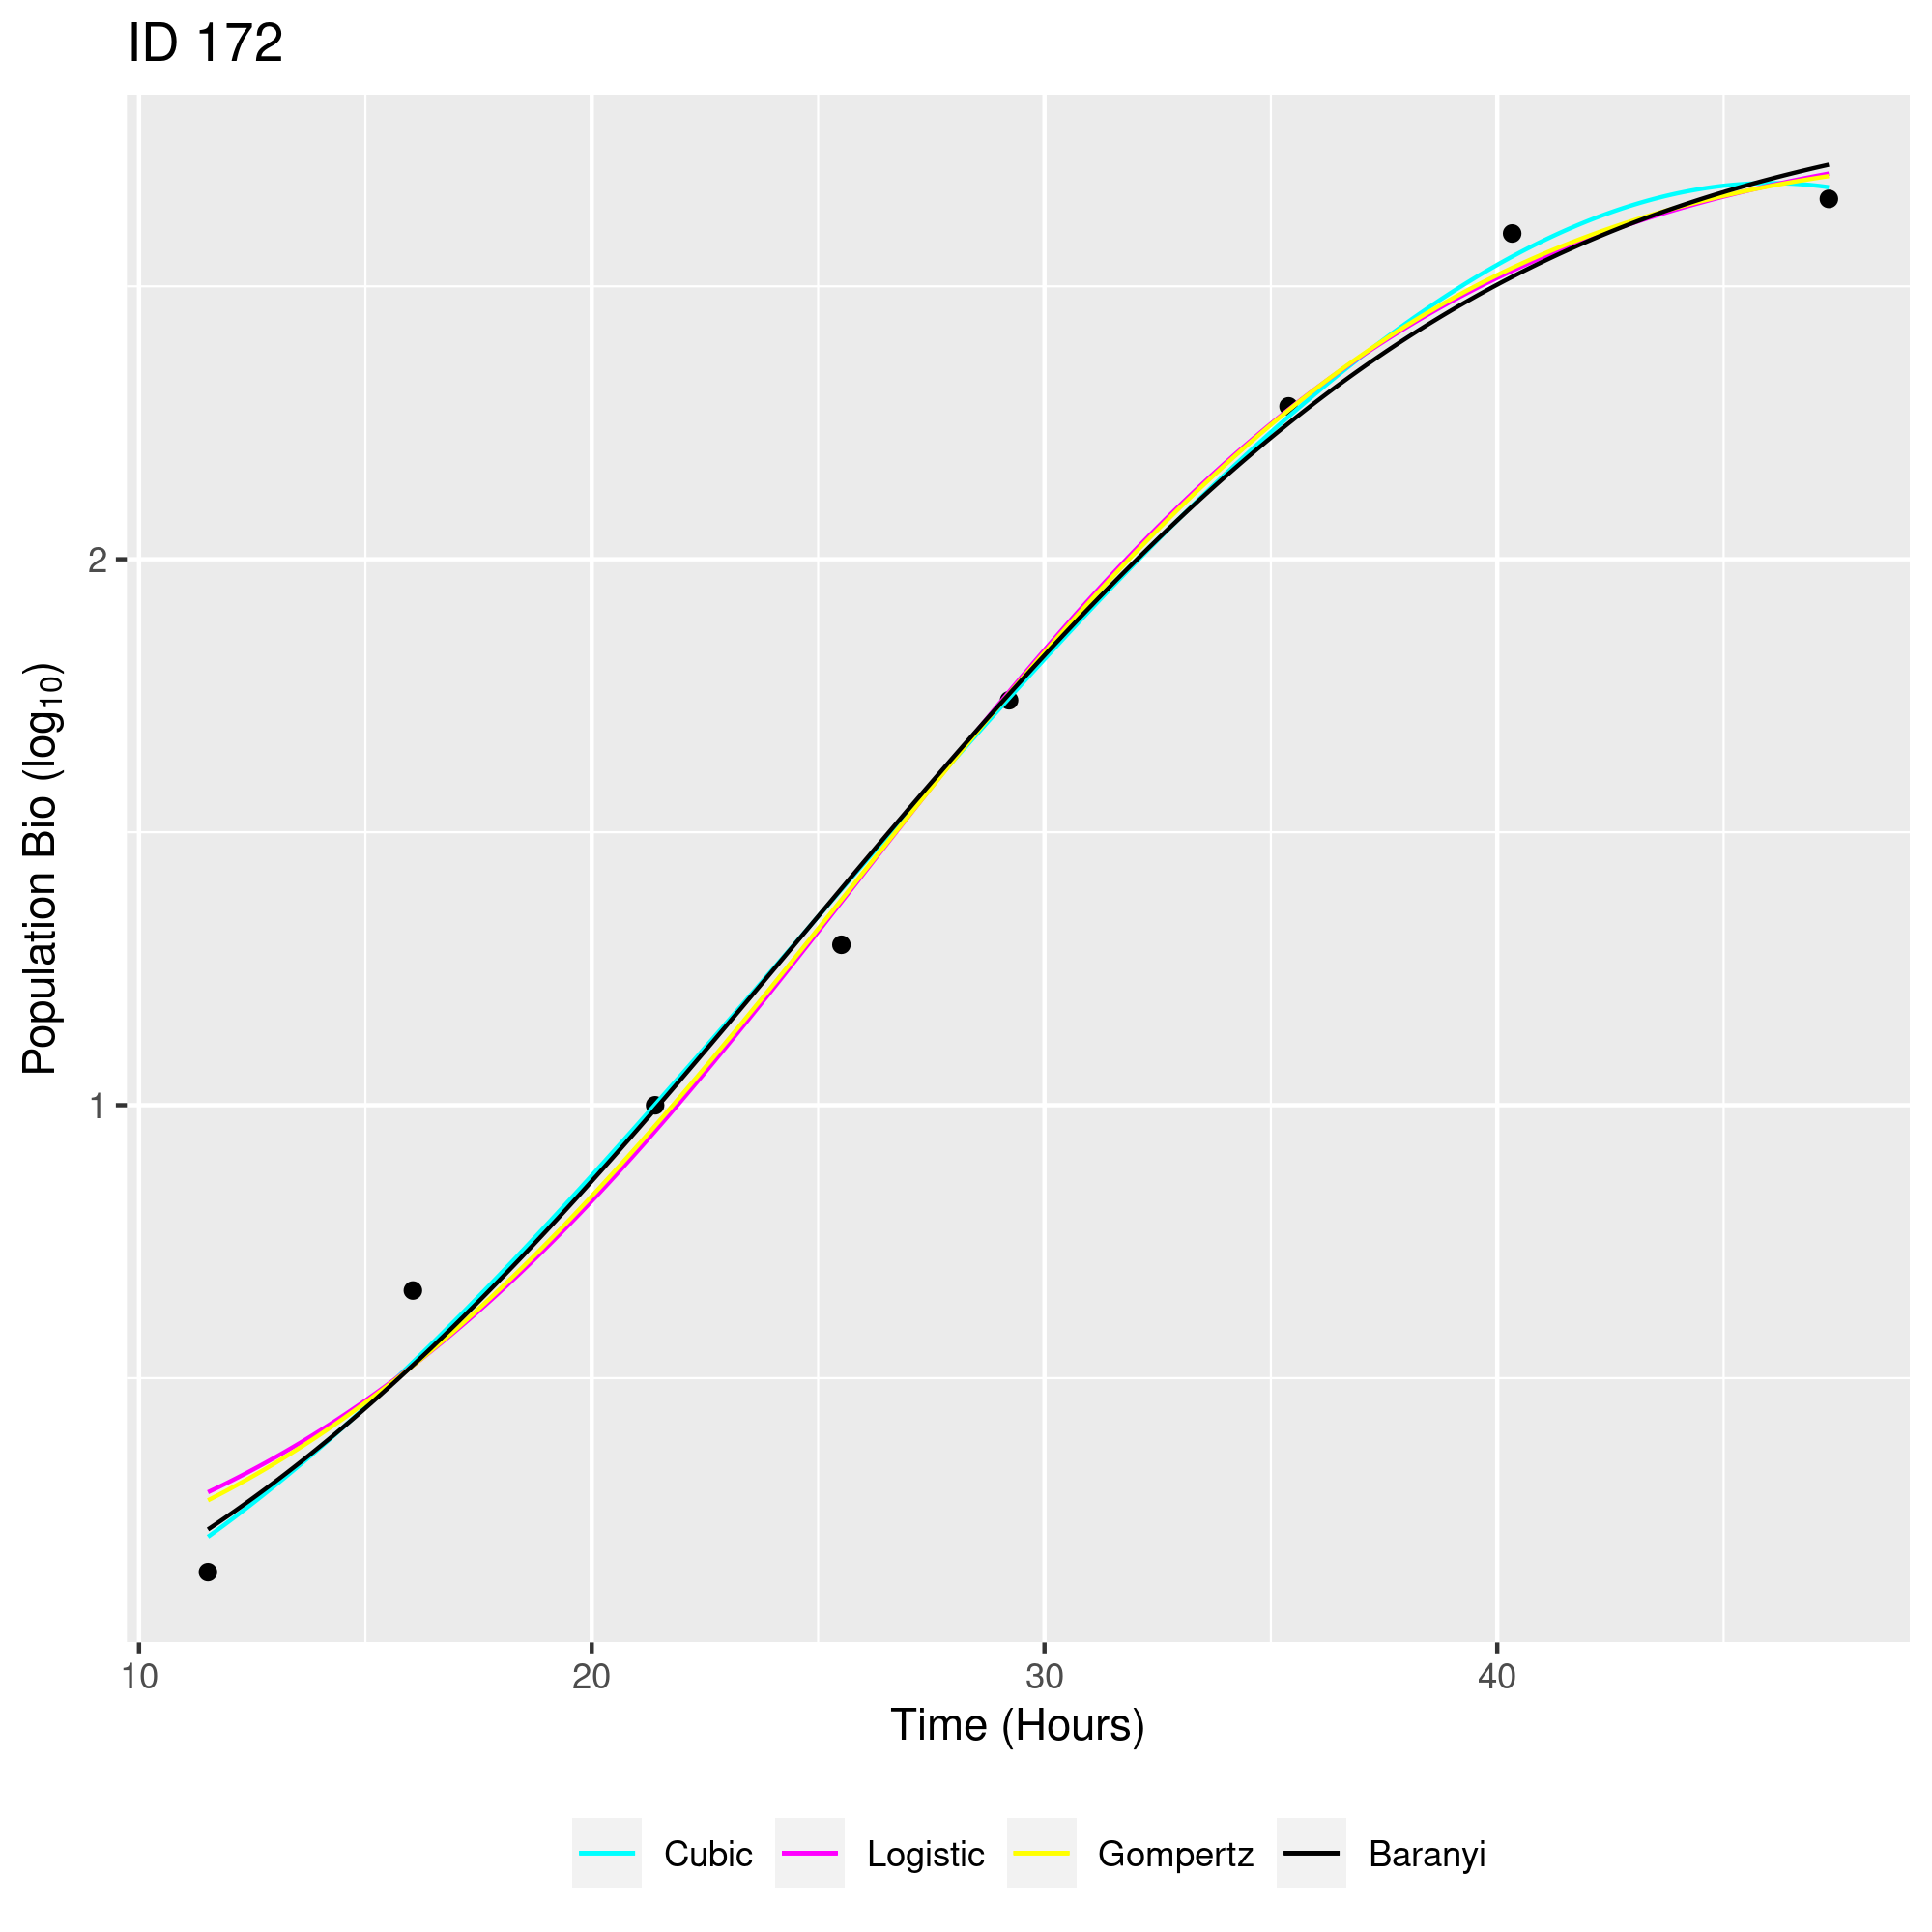 ID 172
Population Bio (log₁₀)
2
1
10 20 30 40
Time (Hours)
Cubic Logistic Gompertz Baranyi